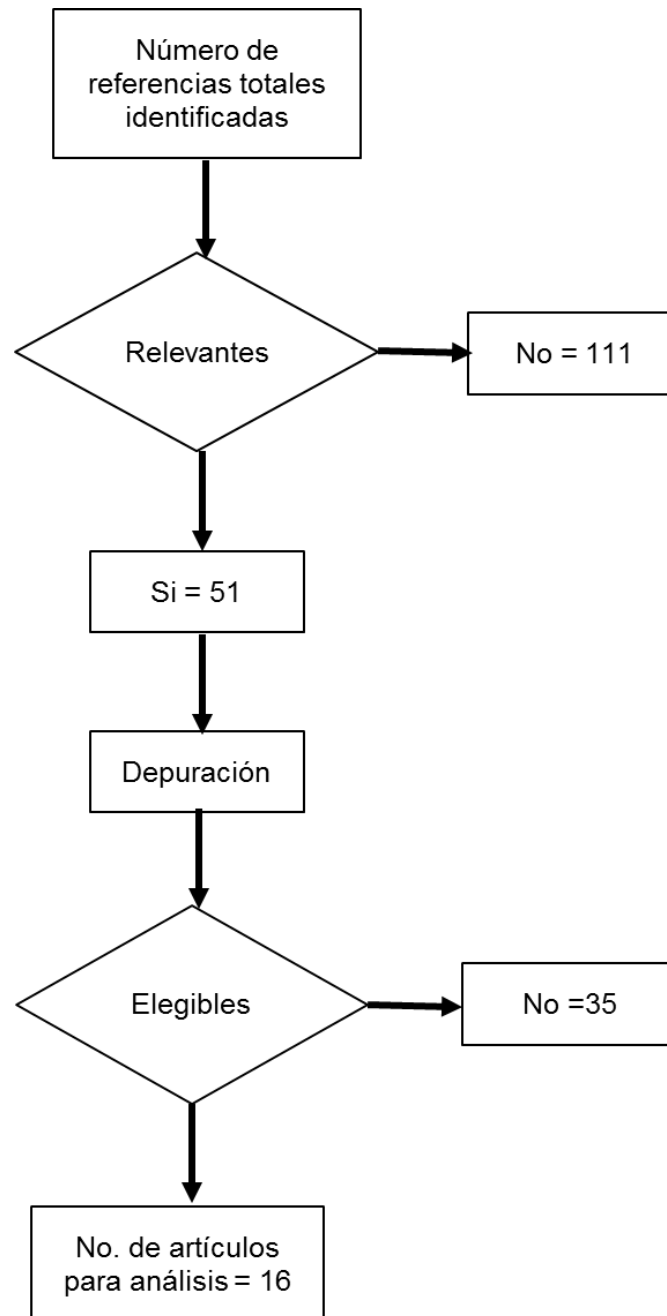 Número de
referencias totales
identificadas
Relevantes
No = 111
Si = 51
Depuración
Elegibles
No =35
No. de artículos
para análisis = 16